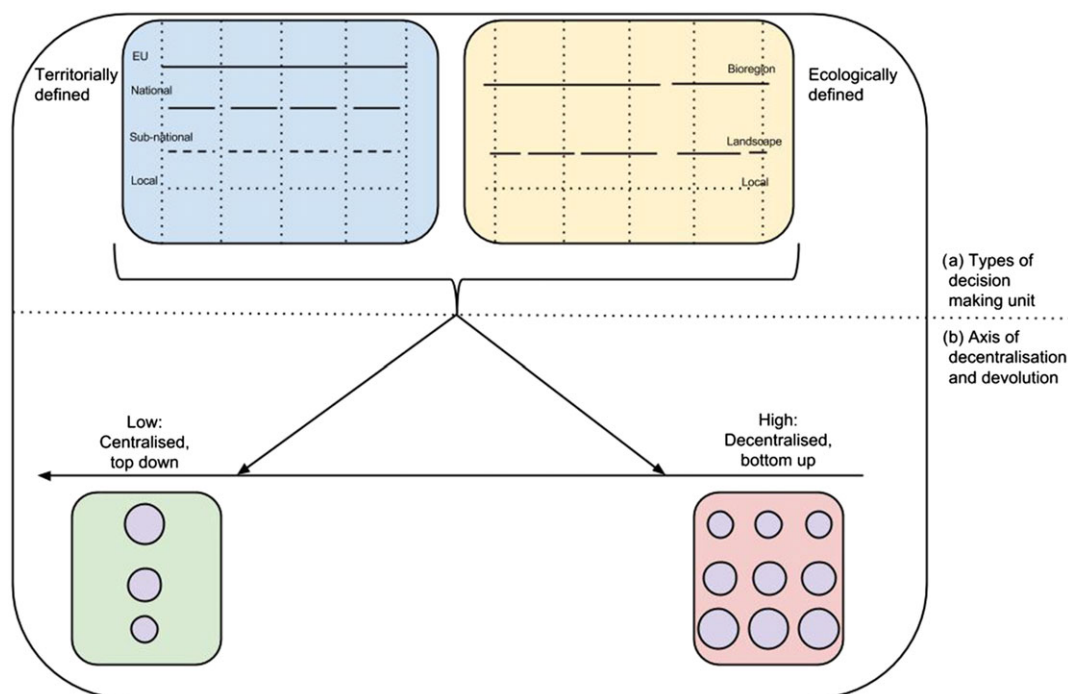 Territorially
defined
EU
National
Sub-national
Local
Bioregion
Landscape
Local
Ecologically
defined
(a) Types of
decision
making unit
(b) Axis of
decentralisation
and devolution
Low:
Centralised,
top down
High:
Decentralised,
bottom up